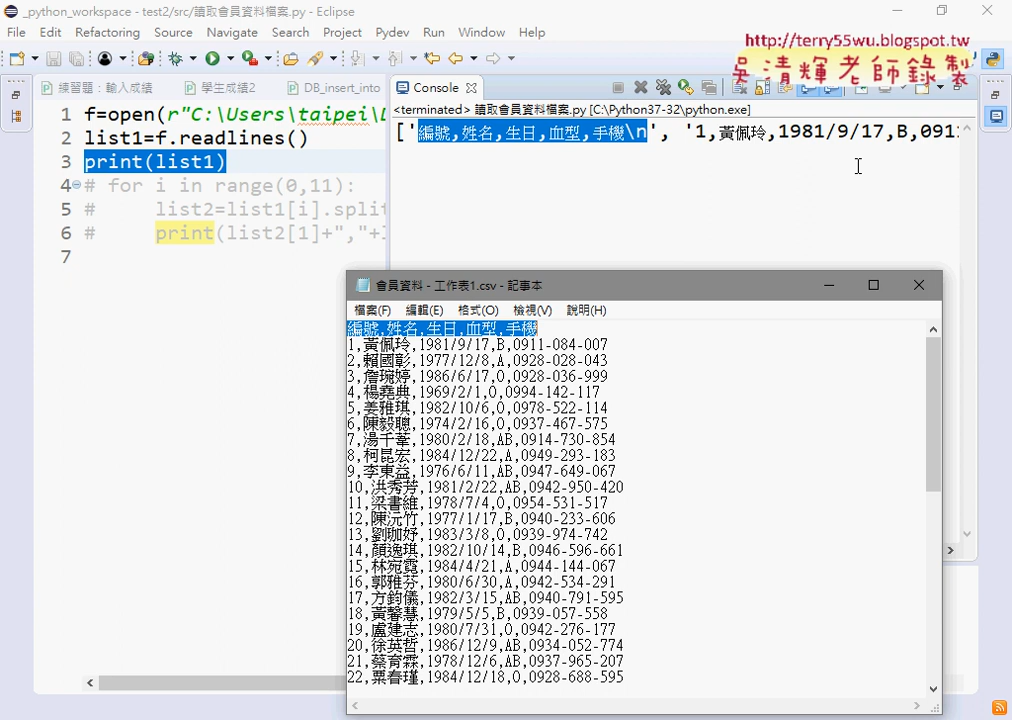 _python_workspace - test2/src/讀取會員資料檔案.py - Eclipse
File Edit Refactoring Source Navigate Search Project Pydev Run Window Help
http://terry55wu.blogspot.tw
吳清輝老師錄製
練習題：輸入成績 學生成績2 DB_insert_into
Console
<terminated> 讀取會員資料檔案.py [C:\Python37-32\python.exe]
['編號,姓名,生日,血型,手機\n', '1,黃佩玲,1981/9/17,B,091
1 f=open(r"C:\Users\taipei\
2 list1=f.readlines()
3 print(list1)
4 # for i in range(0,11):
5 #     list2=list1[i].split
6 #     print(list2[1]+","+
7
會員資料 - 工作表1.csv - 記事本
檔案(F) 編輯(E) 格式(O) 檢視(V) 說明(H)
編號,姓名,生日,血型,手機
1,黃佩玲,1981/9/17,B,0911-084-007
2,賴國彰,1977/12/8,A,0928-028-043
3,詹琬婷,1986/6/17,O,0928-036-999
4,楊堯典,1969/2/1,O,0994-142-117
5,姜雅琪,1982/10/6,O,0978-522-114
6,陳毅聰,1974/2/16,O,0937-467-575
7,湯千葦,1980/2/18,AB,0914-730-854
8,柯昆宏,1984/12/22,A,0949-293-183
9,李東益,1976/6/11,AB,0947-649-067
10,洪秀芳,1981/2/22,AB,0942-950-420
11,梁書維,1978/7/4,O,0954-531-517
12,陳沅竹,1977/1/17,B,0940-233-606
13,劉珈妤,1983/3/8,O,0939-974-742
14,顏逸琪,1982/10/14,B,0946-596-661
15,林宛霓,1984/4/21,A,0944-144-067
16,郭雅芬,1980/6/30,A,0942-534-291
17,方鈞儀,1982/3/15,AB,0940-791-595
18,黃馨慧,1979/5/5,B,0939-057-558
19,盧建志,1980/7/31,O,0942-276-177
20,徐英哲,1986/12/9,AB,0934-052-774
21,蔡育霖,1978/12/6,AB,0937-965-207
22,粟春瑾,1984/12/18,O,0928-688-595